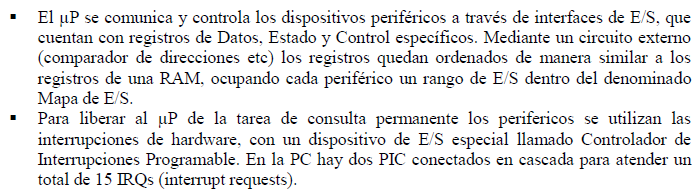 ▪ El μP se comunica y controla los dispositivos periféricos a través de interfaces de E/S, que
cuentan con registros de Datos, Estado y Control específicos. Mediante un circuito externo
(comparador de direcciones etc) los registros quedan ordenados de manera similar a los
registros de una RAM, ocupando cada periférico un rango de E/S dentro del denominado
Mapa de E/S.
▪ Para liberar al μP de la tarea de consulta permanente los perifericos se utilizan las
interrupciones de hardware, con un dispositivo de E/S especial llamado Controlador de
Interrupciones Programable. En la PC hay dos PIC conectados en cascada para atender un
total de 15 IRQs (interrupt requests).